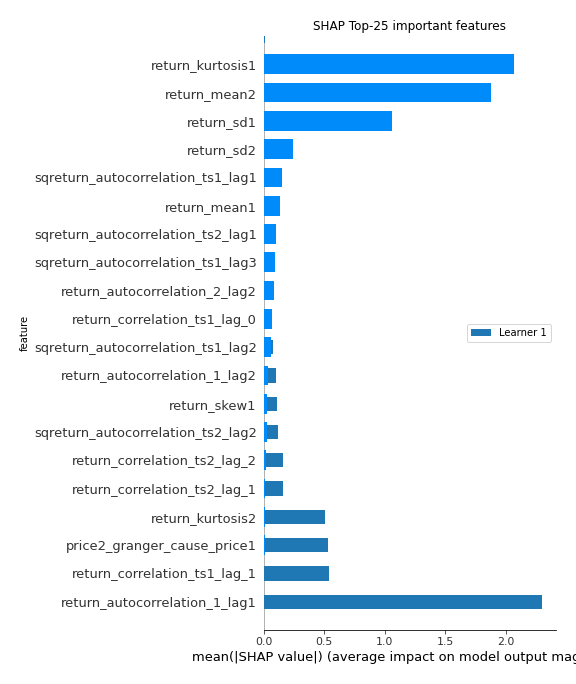 SHAP Top-25 important features
return_kurtosis1
return_mean2
return_sd1
return_sd2
sqreturn_autocorrelation_ts1_lag1
return_mean1
sqreturn_autocorrelation_ts2_lag1
sqreturn_autocorrelation_ts1_lag3
return_autocorrelation_2_lag2
return_correlation_ts1_lag_0
sqreturn_autocorrelation_ts1_lag2
return_autocorrelation_1_lag2
return_skew1
sqreturn_autocorrelation_ts2_lag2
return_correlation_ts2_lag_2
return_correlation_ts2_lag_1
return_kurtosis2
price2_granger_cause_price1
return_correlation_ts1_lag_1
return_autocorrelation_1_lag1
feature
Learner 1
0.0 0.5 1.0 1.5 2.0
mean(|SHAP value|) (average impact on model output mag